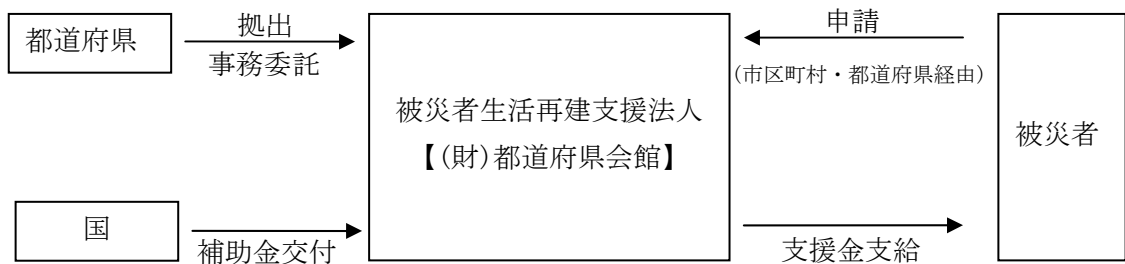 都道府県
拠出
事務委託
被災者生活再建支援法人
【(財)都道府県会館】
申請
(市区町村・都道府県経由)
被災者
国
補助金交付
支援金支給